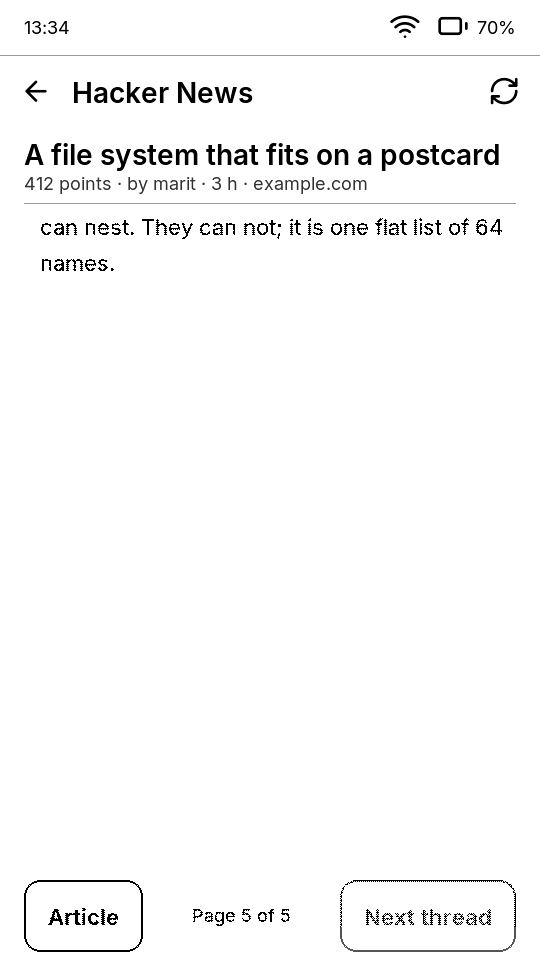 13:34
70%
Hacker News
A file system that fits on a postcard
412 points · by marit · 3 h · example.com
can nest. They can not; it is one flat list of 64
names.
Article
Page 5 of 5
Next thread